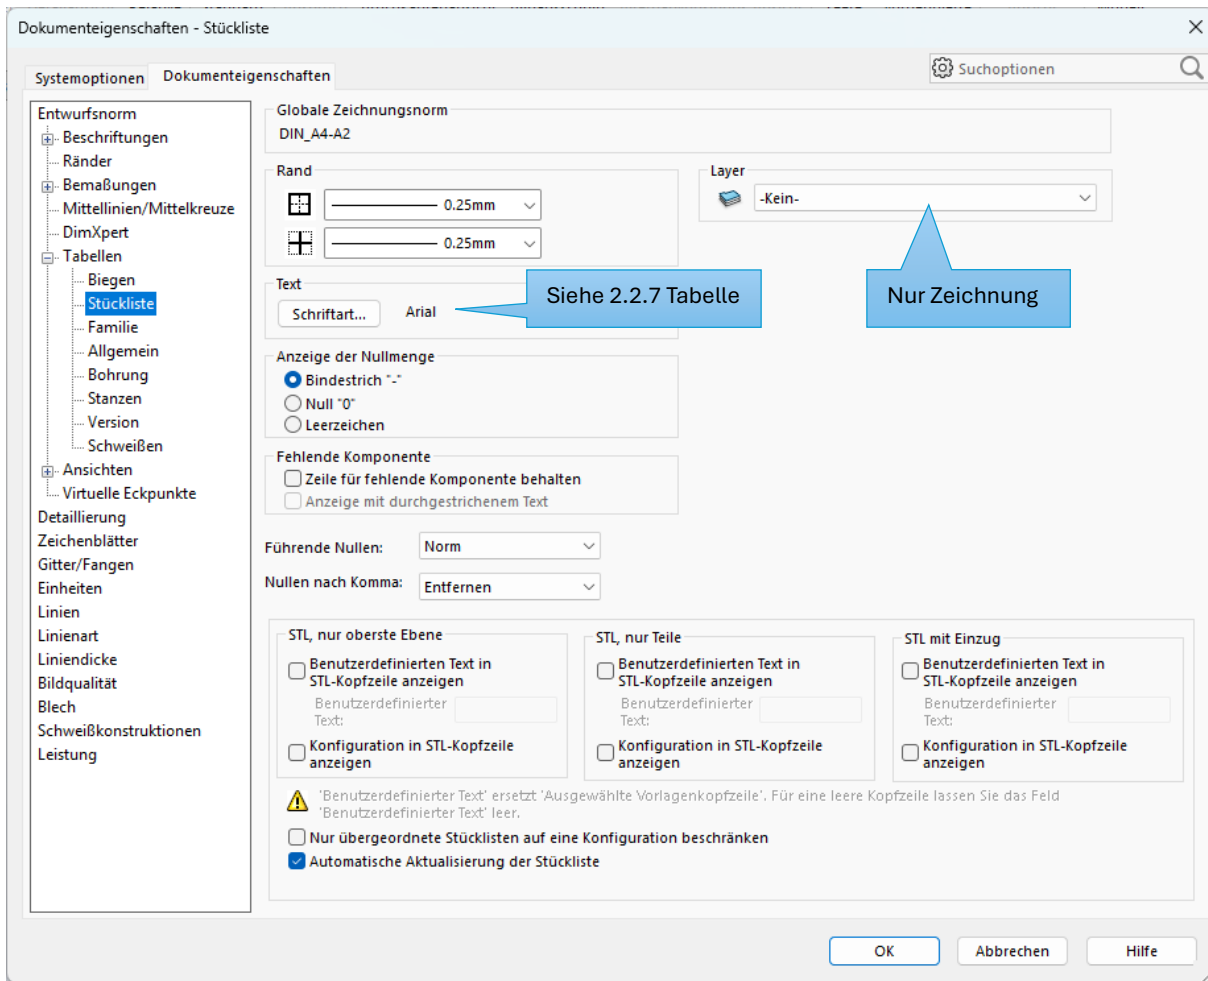 Dokumenteigenschaften - Stückliste
Systemoptionen
Dokumenteigenschaften
Suchoptionen
Entwurfsnorm
Beschriftungen
Ränder
Bemaßungen
Mittellinien/Mittelkreuze
DimXpert
Tabellen
Biegen
Stückliste
Familie
Allgemein
Bohrung
Stanzen
Version
Schweißen
Ansichten
Virtuelle Eckpunkte
Detaillierung
Zeichenblätter
Gitter/Fangen
Einheiten
Linien
Linienart
Liniendicke
Bildqualität
Blech
Schweißkonstruktionen
Leistung
Globale Zeichnungsnorm
DIN_A4-A2
Rand
0.25mm
0.25mm
Layer
-Kein-
Nur Zeichnung
Text
Schriftart...
Arial
Siehe 2.2.7 Tabelle
Anzeige der Nullmenge
Bindestrich "-"
Null "0"
Leerzeichen
Fehlende Komponente
Zeile für fehlende Komponente behalten
Anzeige mit durchgestrichenem Text
Führende Nullen:
Norm
Nullen nach Komma:
Entfernen
STL, nur oberste Ebene
Benutzerdefinierten Text in
STL-Kopfzeile anzeigen
Benutzerdefinierter
Text:
Konfiguration in STL-Kopfzeile
anzeigen
STL, nur Teile
Benutzerdefinierten Text in
STL-Kopfzeile anzeigen
Benutzerdefinierter
Text:
Konfiguration in STL-Kopfzeile
anzeigen
STL mit Einzug
Benutzerdefinierten Text in
STL-Kopfzeile anzeigen
Benutzerdefinierter
Text:
Konfiguration in STL-Kopfzeile
anzeigen
'Benutzerdefinierter Text' ersetzt 'Ausgewählte Vorlagenkopfzeile'. Für eine leere Kopfzeile lassen Sie das Feld
'Benutzerdefinierter Text' leer.
Nur übergeordnete Stücklisten auf eine Konfiguration beschränken
Automatische Aktualisierung der Stückliste
OK
Abbrechen
Hilfe